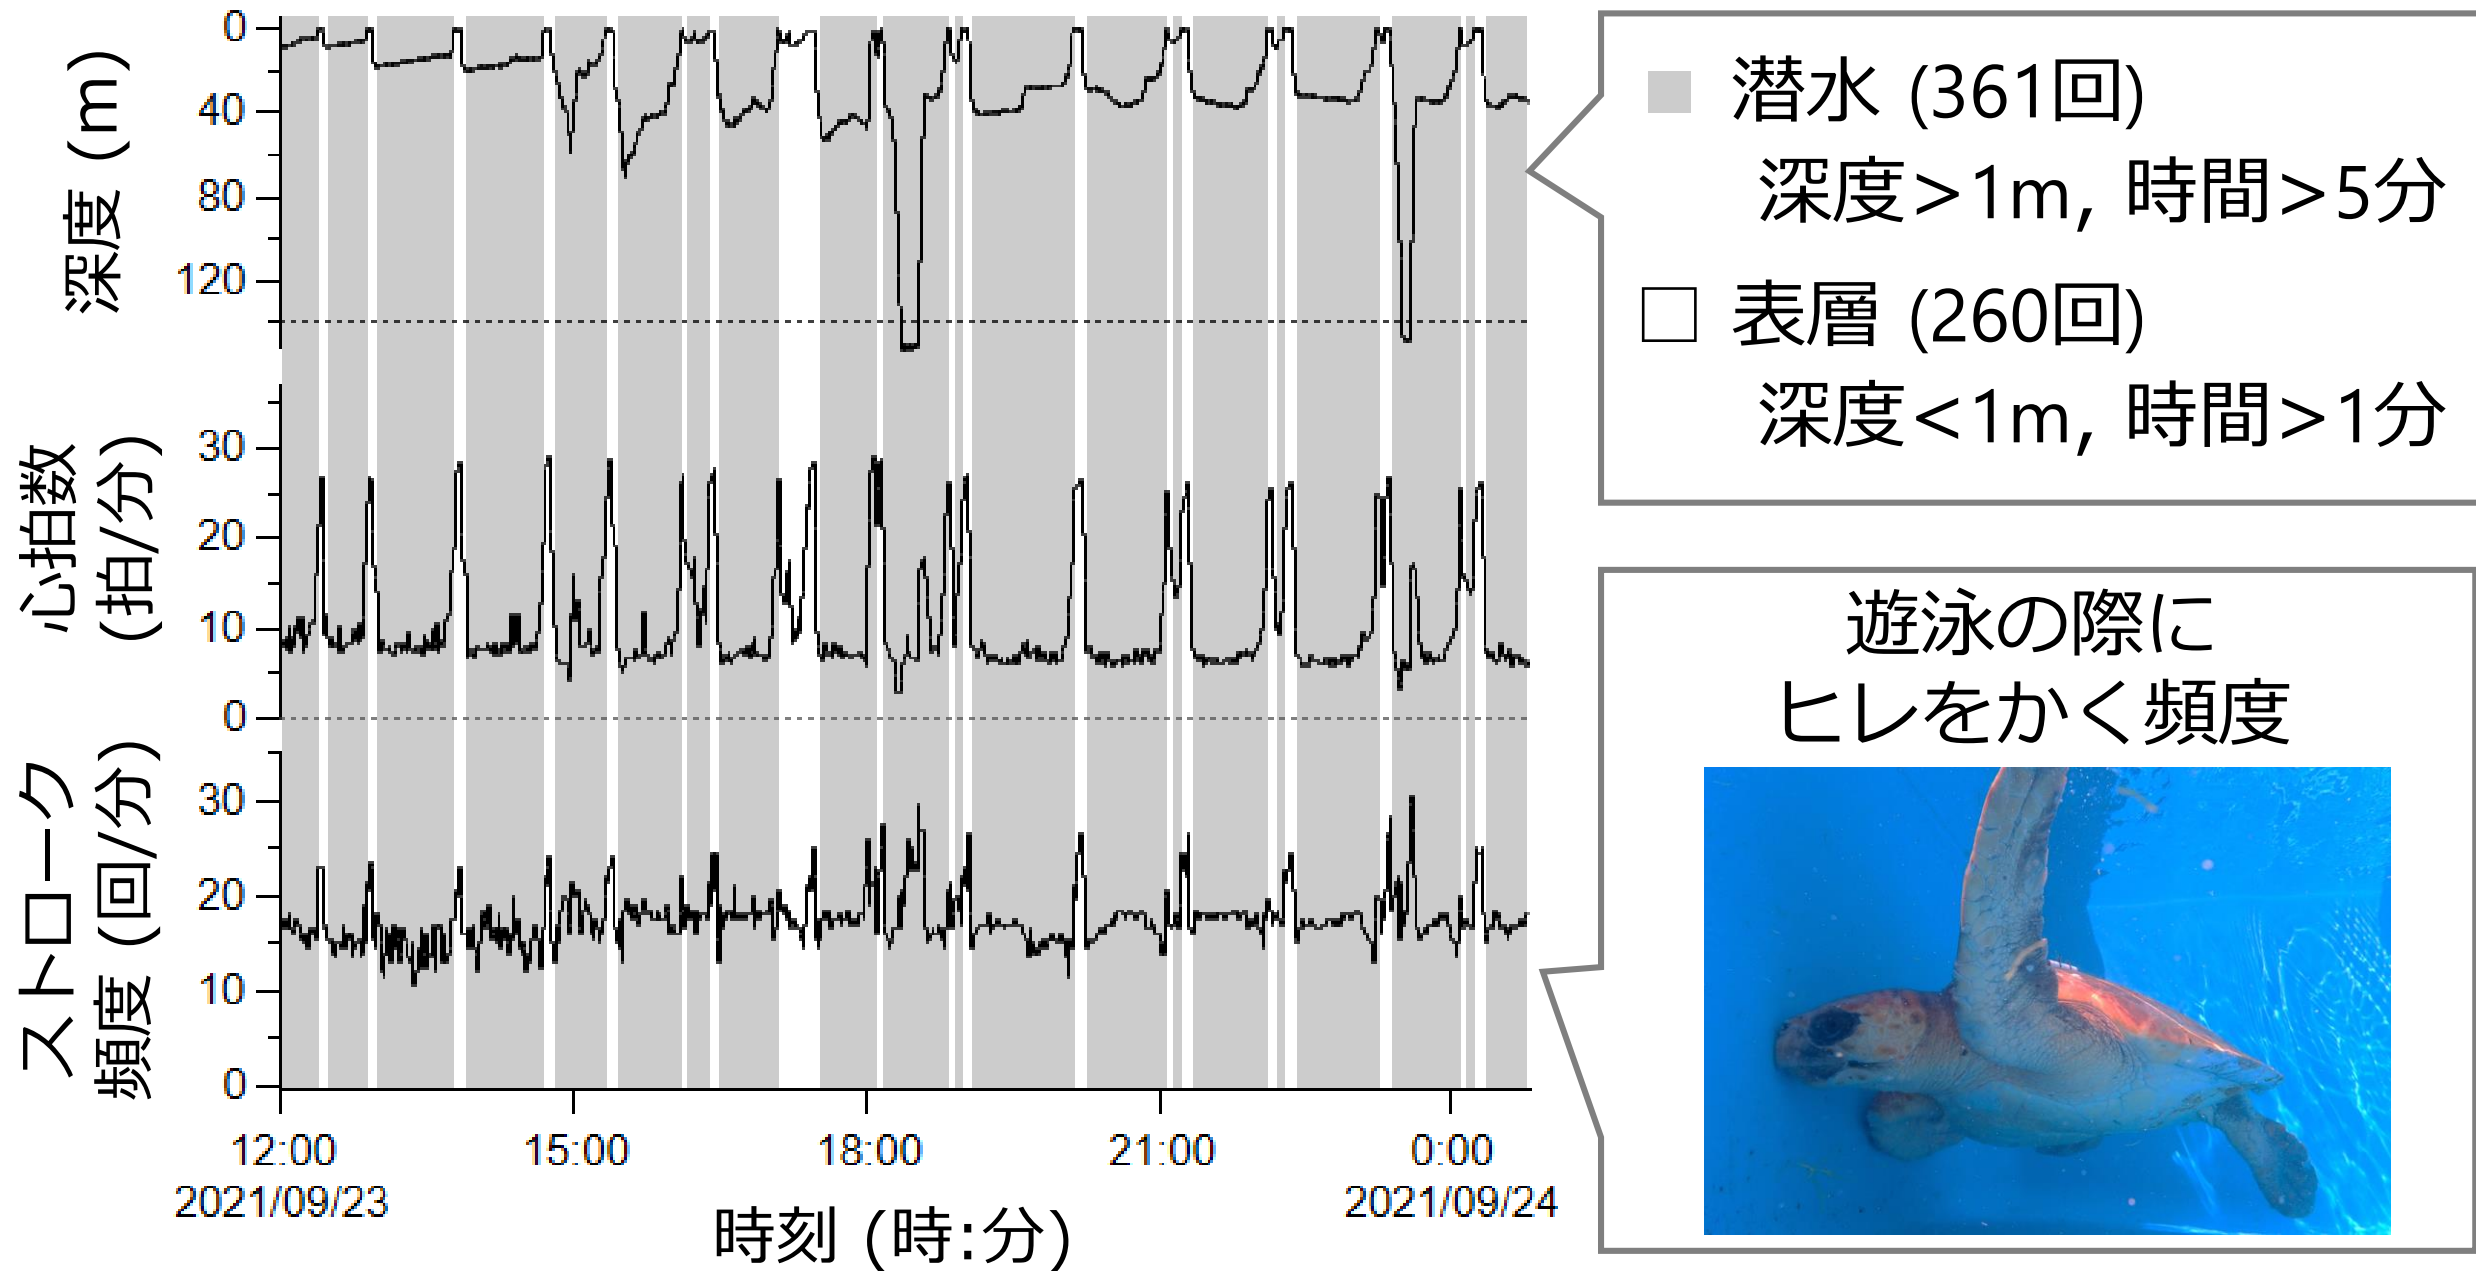 深度 (m)
0
40
80
120
心拍数
(拍/分)
30
20
10
0
ストローク
頻度 (回/分)
30
20
10
0
12:00
15:00
18:00
21:00
0:00
2021/09/23
2021/09/24
時刻 (時:分)
潜水 (361回)
深度>1m, 時間>5分
表層 (260回)
深度<1m, 時間>1分
遊泳の際に
ヒレをかく頻度